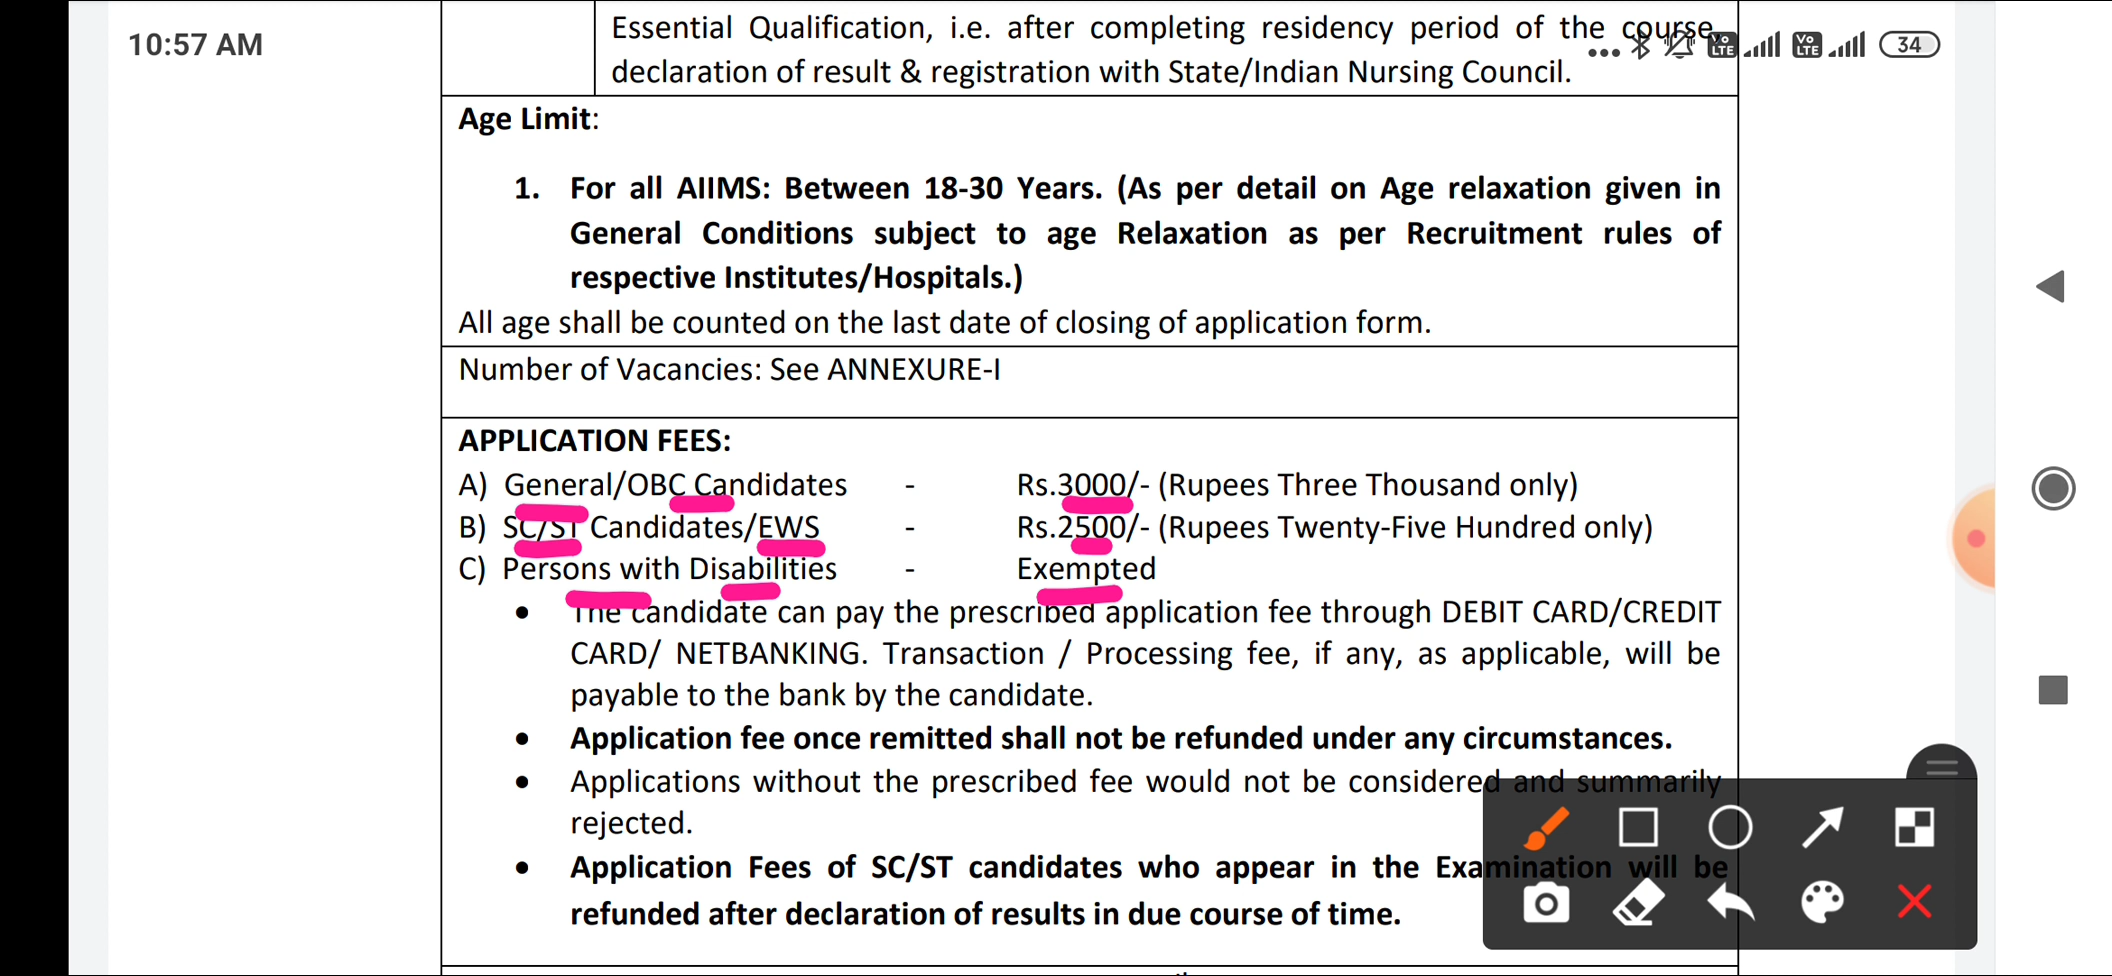 Essential Qualification, i.e. after completing residency period of the course,
10:57 AM
34
declaration of result & registration with State/Indian Nursing Council.
Age Limit:
1. For all AIIMS: Between 18-30 Years. (As per detail on Age relaxation given in
General Conditions subject to age Relaxation as per Recruitment rules of
respective Institutes/Hospitals.)
All age shall be counted on the last date of closing of application form.
Number of Vacancies: See ANNEXURE-I
APPLICATION FEES:
A) General/OBC Candidates - Rs.3000/- (Rupees Three Thousand only)
B) SC/ST Candidates/EWS - Rs.2500/- (Rupees Twenty-Five Hundred only)
C) Persons with Disabilities - Exempted
• The candidate can pay the prescribed application fee through DEBIT CARD/CREDIT
CARD/ NETBANKING. Transaction / Processing fee, if any, as applicable, will be
payable to the bank by the candidate.
• Application fee once remitted shall not be refunded under any circumstances.
• Applications without the prescribed fee would not be considered and summarily
rejected.
• Application Fees of SC/ST candidates who appear in the Examination will be
refunded after declaration of results in due course of time.